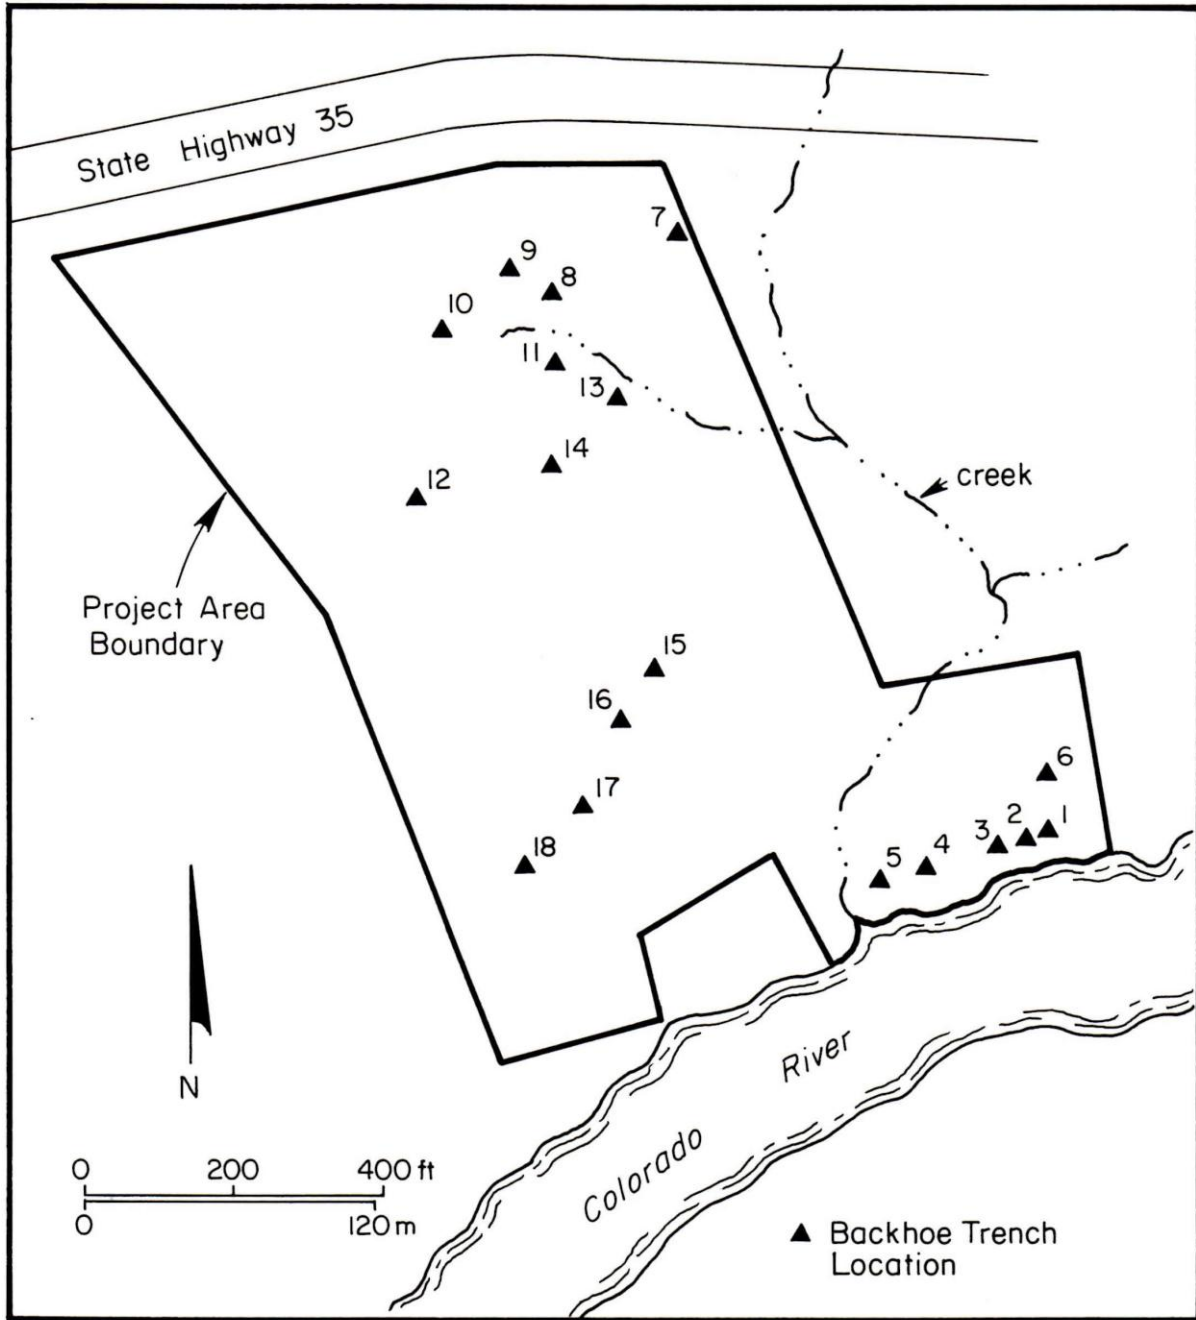 State Highway 35
7
9
8
10
11
13
14
12
creek
Project Area
Boundary
15
16
6
17
1
2
3
18
4
5
N
River
Colorado
0 200 400 ft
0 120 m
Backhoe Trench
Location